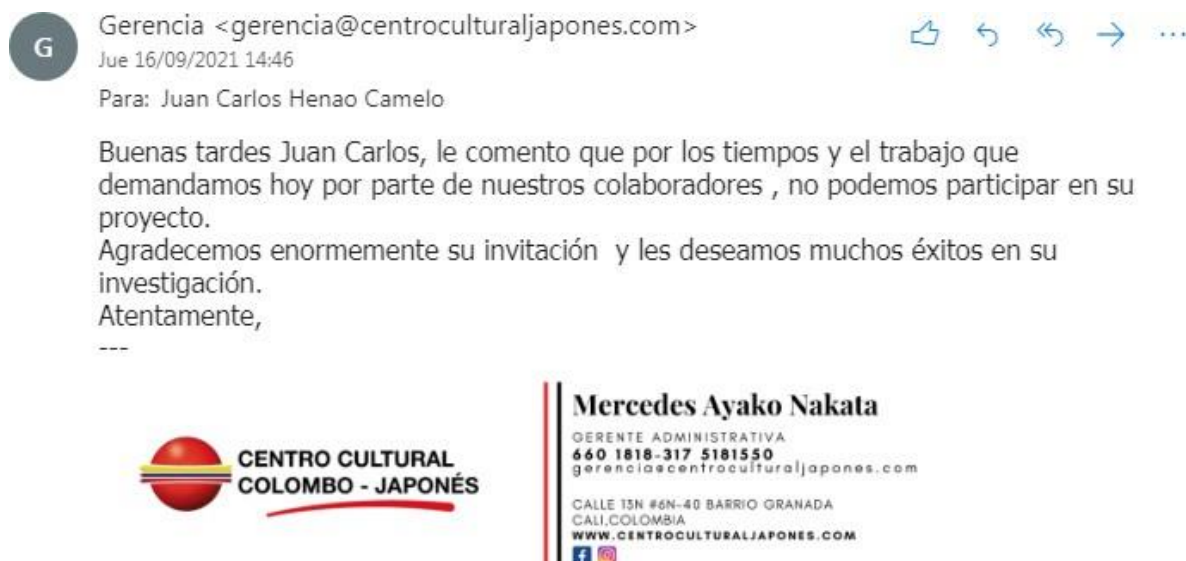 G
Gerencia <gerencia@centroculturaljapones.com>
Jue 16/09/2021 14:46
Para: Juan Carlos Henao Camelo
Buenas tardes Juan Carlos, le comento que por los tiempos y el trabajo que
demandamos hoy por parte de nuestros colaboradores , no podemos participar en su
proyecto.
Agradecemos enormemente su invitación  y les deseamos muchos éxitos en su
investigación.
Atentamente,
---
CENTRO CULTURAL
COLOMBO - JAPONÉS
Mercedes Ayako Nakata
GERENTE ADMINISTRATIVA
660 1818-317 5181550
gerencia@centroculturaljapones.com
CALLE 13N #6N-40 BARRIO GRANADA
CALI,COLOMBIA
WWW.CENTROCULTURALJAPONES.COM